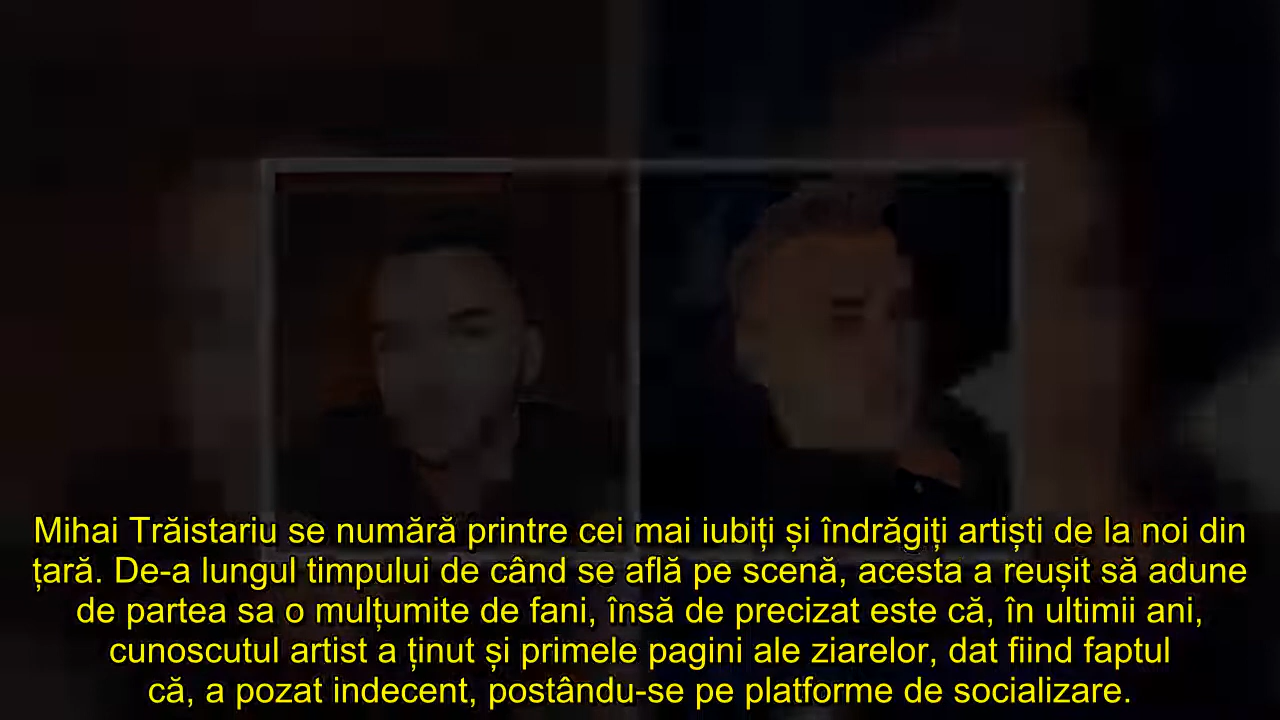 Mihai Trăistariu se numără printre cei mai iubiți și îndrăgiți artiști de la noi din
țară. De-a lungul timpului de când se află pe scenă, acesta a reușit să adune
de partea sa o mulțumite de fani, însă de precizat este că, în ultimii ani,
cunoscutul artist a ținut și primele pagini ale ziarelor, dat fiind faptul
că, a pozat indecent, postându-se pe platforme de socializare.